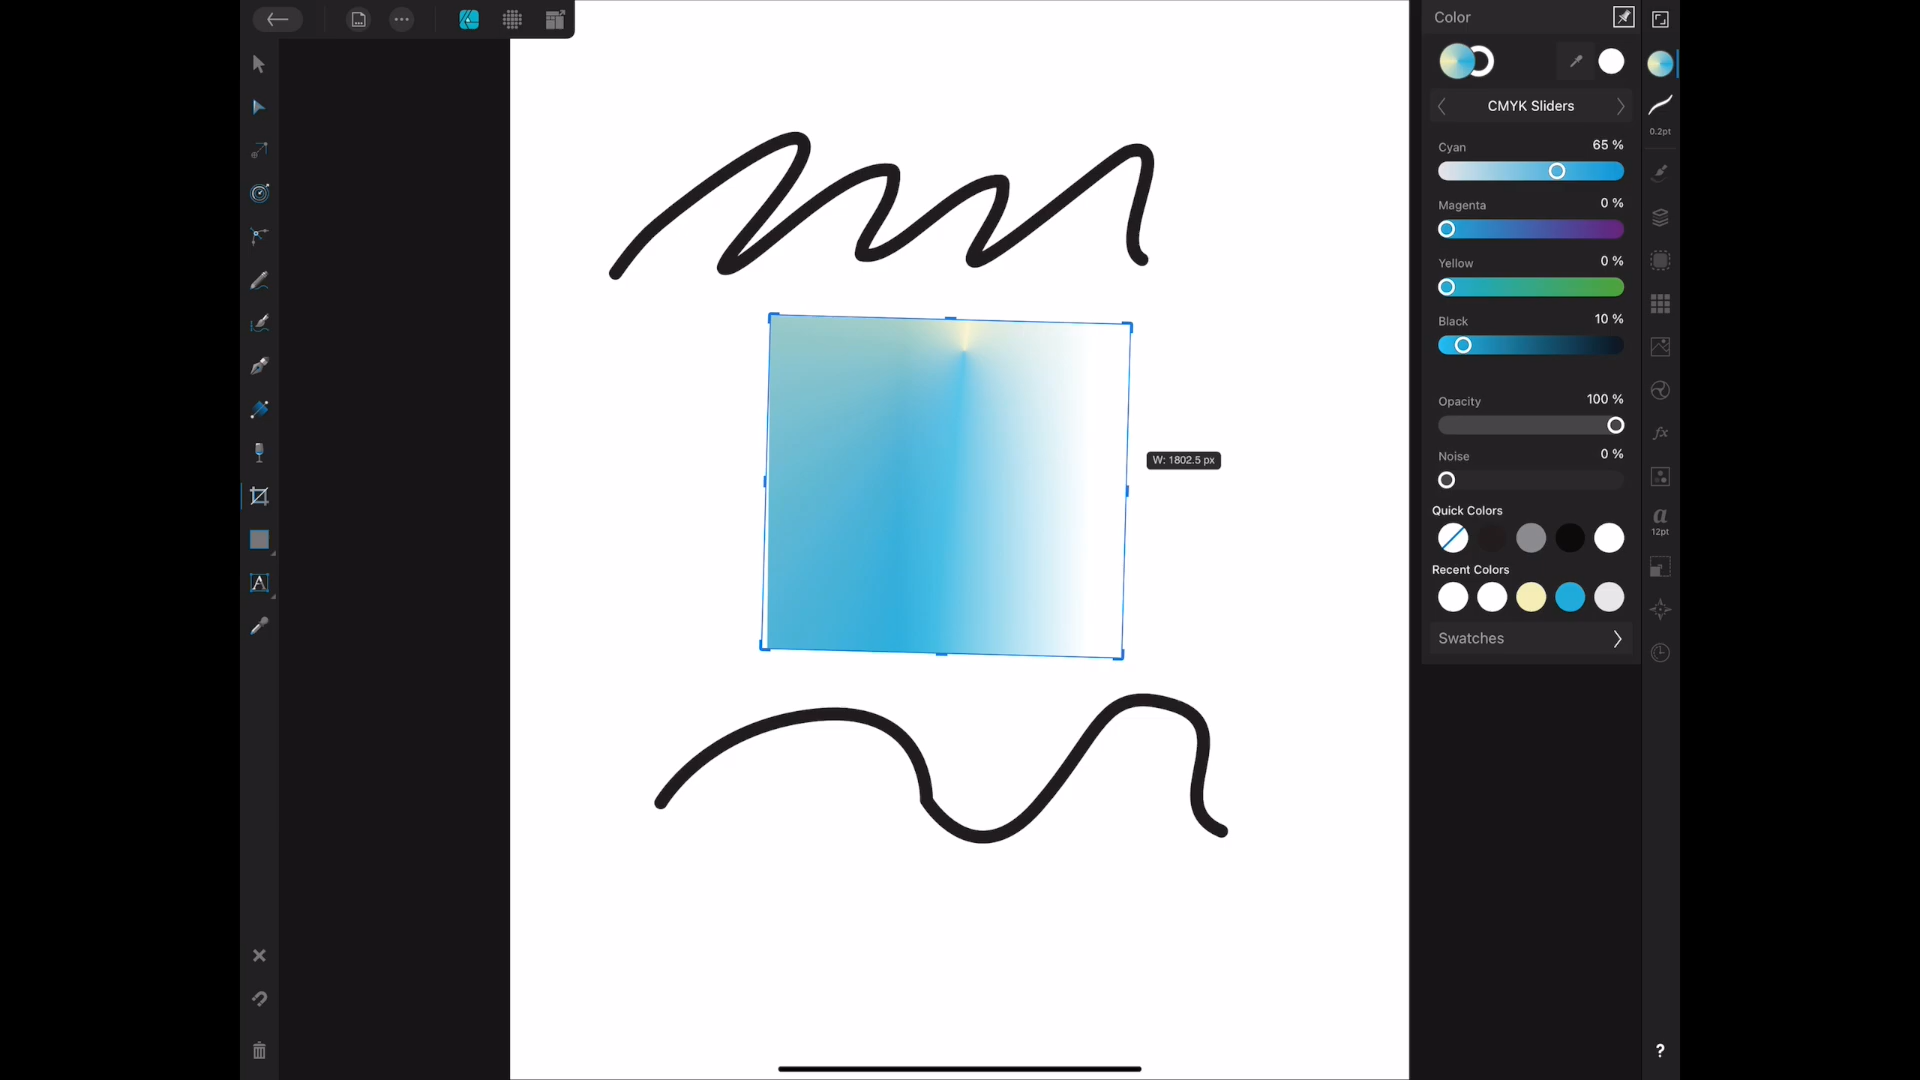 Color
CMYK Sliders
0.2pt
Cyan 65 %
Magenta 0 %
Yellow 0 %
Black 10 %
Opacity 100 %
W: 1802.5 px
Noise 0 %
fx
Quick Colors
a
12pt
Recent Colors
A
Swatches
?